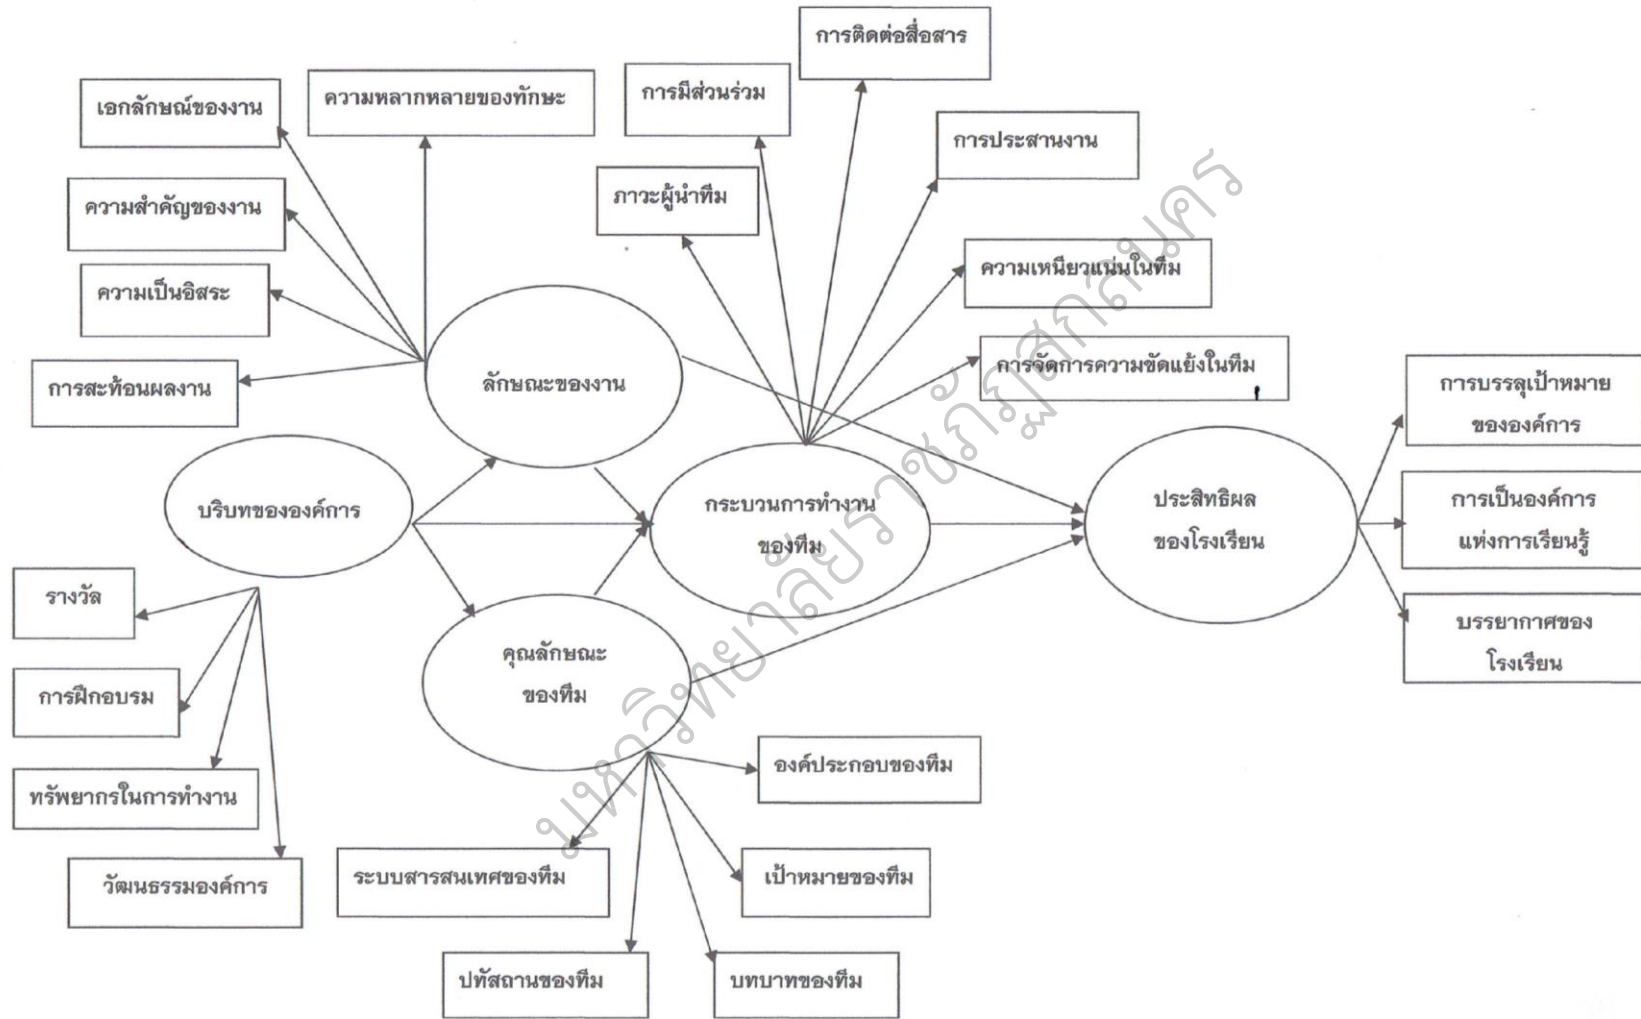 การติดต่อสื่อสาร
เอกลักษณ์ของงาน
ความหลากหลายของทักษะ
การมีส่วนร่วม
การประสานงาน
ความสำคัญของงาน
ภาวะผู้นำทีม
ความเป็นอิสระ
ความเหนียวแน่นในทีม
การสะท้อนผลงาน
ลักษณะของงาน
การจัดการความขัดแย้งในทีม
การบรรลุเป้าหมาย
ขององค์การ
บริบทขององค์การ
กระบวนการทำงาน
ของทีม
ประสิทธิผล
ของโรงเรียน
การเป็นองค์การ
แห่งการเรียนรู้
รางวัล
บรรยากาศของ
โรงเรียน
การฝึกอบรม
คุณลักษณะ
ของทีม
ทรัพยากรในการทำงาน
องค์ประกอบของทีม
วัฒนธรรมองค์การ
ระบบสารสนเทศของทีม
เป้าหมายของทีม
ปทัสถานของทีม
บทบาทของทีม
มหาวิทยาลัยราชภัฏสกลนคร